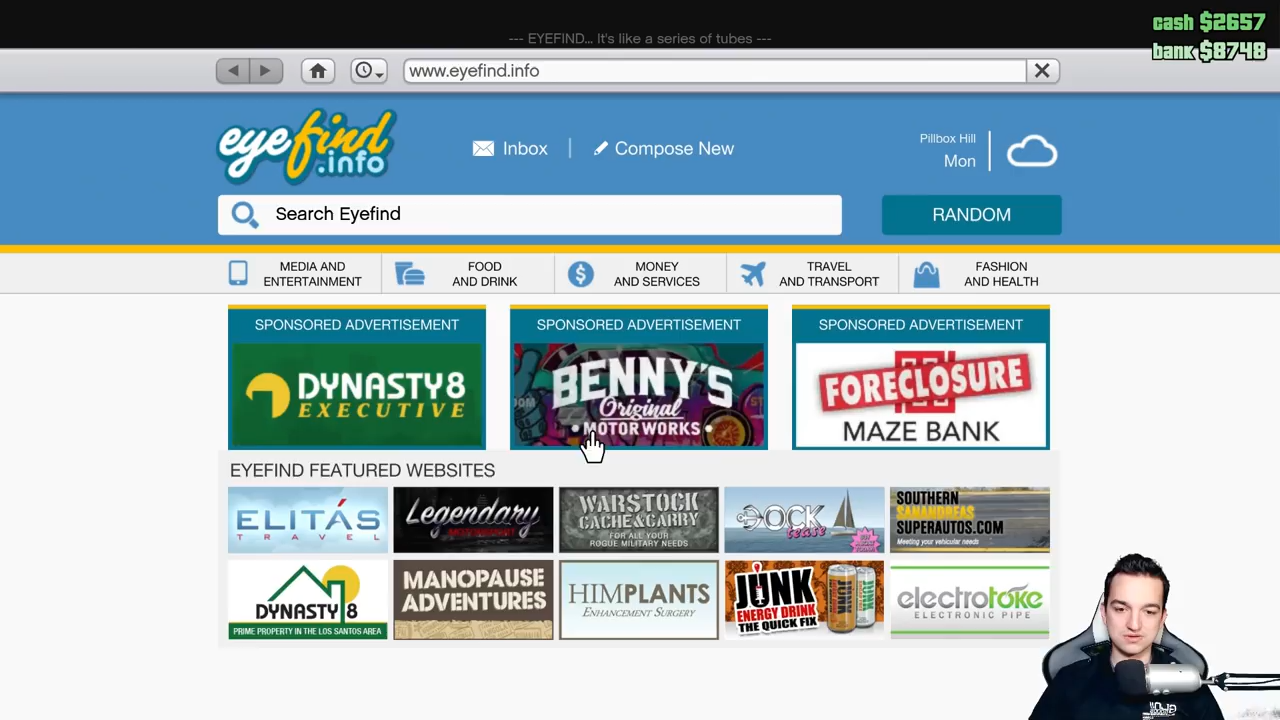 cash $2657
bank $8748
--- EYEFIND... It's like a series of tubes ---
www.eyefind.info
eyefind
.info
Inbox
Compose New
Pillbox Hill
Mon
Search Eyefind
RANDOM
MEDIA AND
ENTERTAINMENT
FOOD
AND DRINK
MONEY
AND SERVICES
TRAVEL
AND TRANSPORT
FASHION
AND HEALTH
SPONSORED ADVERTISEMENT
DYNASTY8
EXECUTIVE
SPONSORED ADVERTISEMENT
BENNY'S
Original
MOTOR WORKS
SPONSORED ADVERTISEMENT
FORECLOSURE
MAZE BANK
EYEFIND FEATURED WEBSITES
ELITÁS
TRAVEL
Legendary
MOTORSPORT
WARSTOCK
CACHE&CARRY
FOR ALL YOUR
ROGUE MILITARY NEEDS
DOCK
tease
SOUTHERN
SANANDREAS
SUPERAUTOS.COM
Meeting your vehicular needs
DYNASTY 8
PRIME PROPERTY IN THE LOS SANTOS AREA
MANOPAUSE
ADVENTURES
HIMPLANTS
ENHANCEMENT SURGERY
JUNK
ENERGY DRINK
THE QUICK FIX
electrotoke
ELECTRONIC PIPE